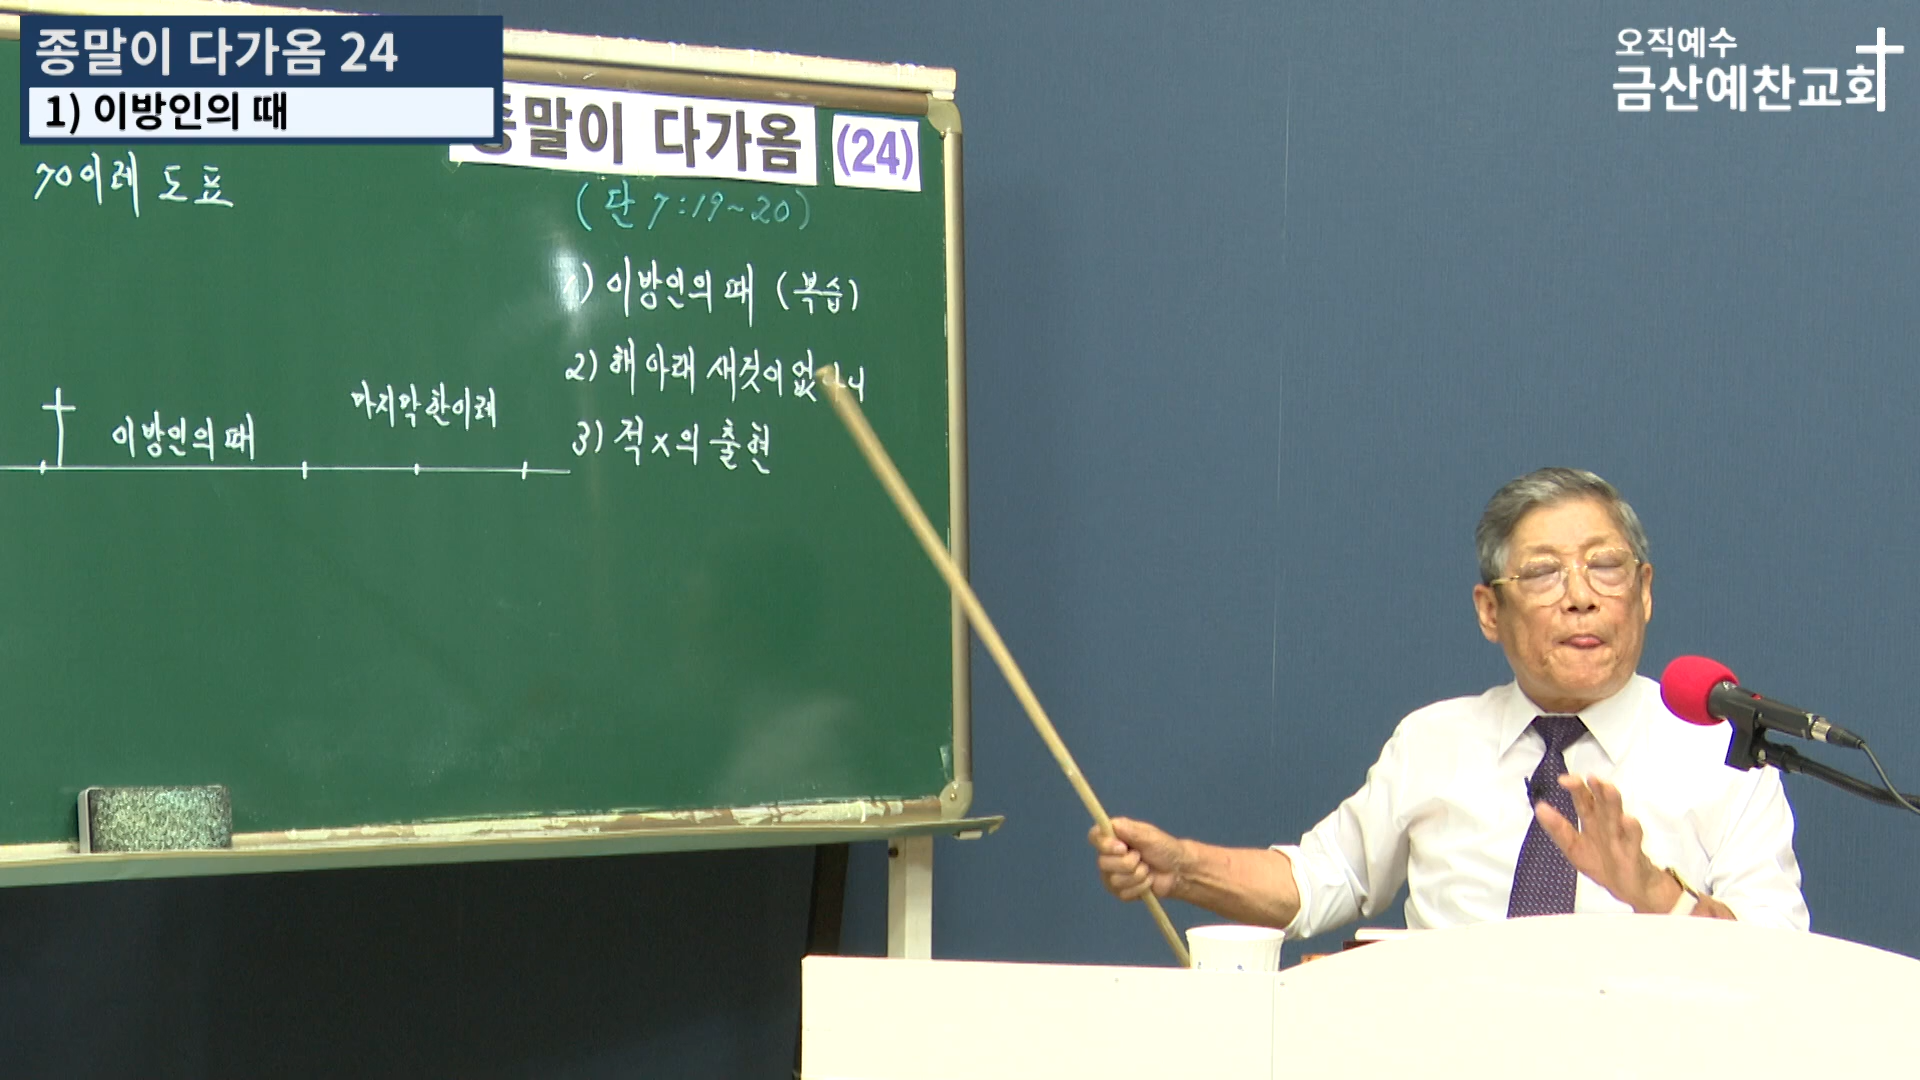 종말이 다가옴 24
1) 이방인의 때
오직예수
금산예찬교회
종말이 다가옴 (24)
(단 7:19~20)
70이레 도표
1) 이방인의 때 (복습)
2) 해 아래 새것이 없
3) 적x의 출현
이방인의 때
마지막 한이레